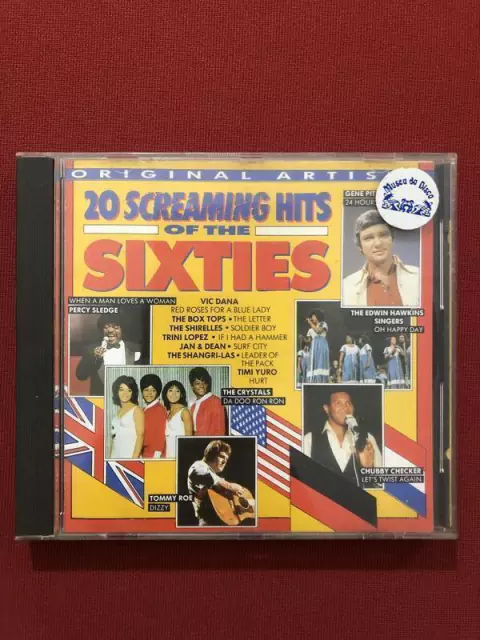 ORIGINAL ARTIS
Museu do Disco
20 SCREAMING HITS
OF THE
SIXTIES
GENE PIT
24 HOURS
WHEN A MAN LOVES A WOMAN
PERCY SLEDGE
VIC DANA
RED ROSES FOR A BLUE LADY
THE BOX TOPS • THE LETTER
THE SHIRELLES • SOLDIER BOY
TRINI LOPEZ • IF I HAD A HAMMER
JAN & DEAN • SURF CITY
THE SHANGRI-LAS • LEADER OF
THE PACK
TIMI YURO
HURT
THE EDWIN HAWKINS
SINGERS
OH HAPPY DAY
THE CRYSTALS
DA DOO RON RON
CHUBBY CHECKER
LET'S TWIST AGAIN
TOMMY ROE
DIZZY